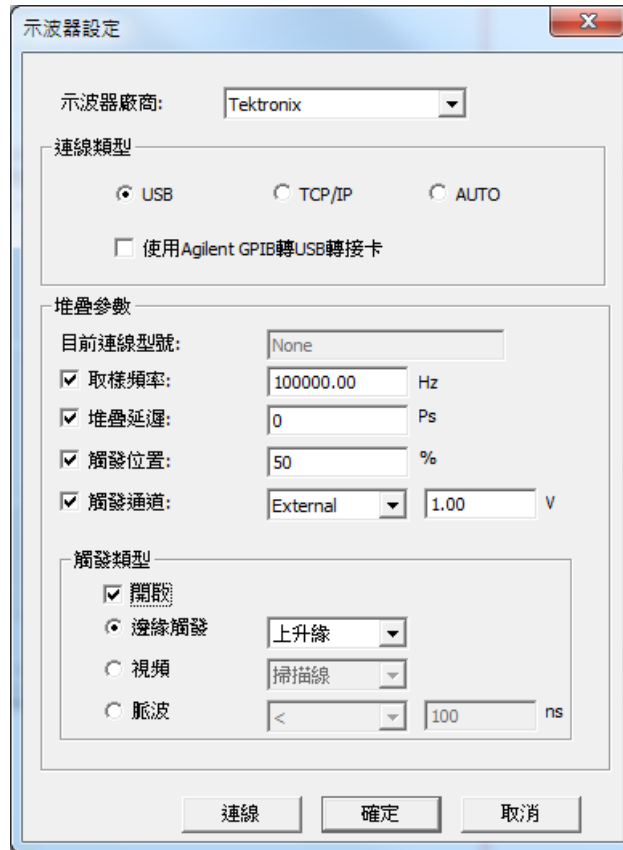 示波器設定
示波器廠商: Tektronix
連線類型
USB TCP/IP AUTO
使用Agilent GPIB轉USB轉接卡
堆疊參數
目前連線型號: None
取樣頻率: 100000.00 Hz
堆疊延遲: 0 Ps
觸發位置: 50 %
觸發通道: External 1.00 V
觸發類型
開啟
邊緣觸發 上升緣
視頻 掃描線
脈波 < 100 ns
連線 確定 取消